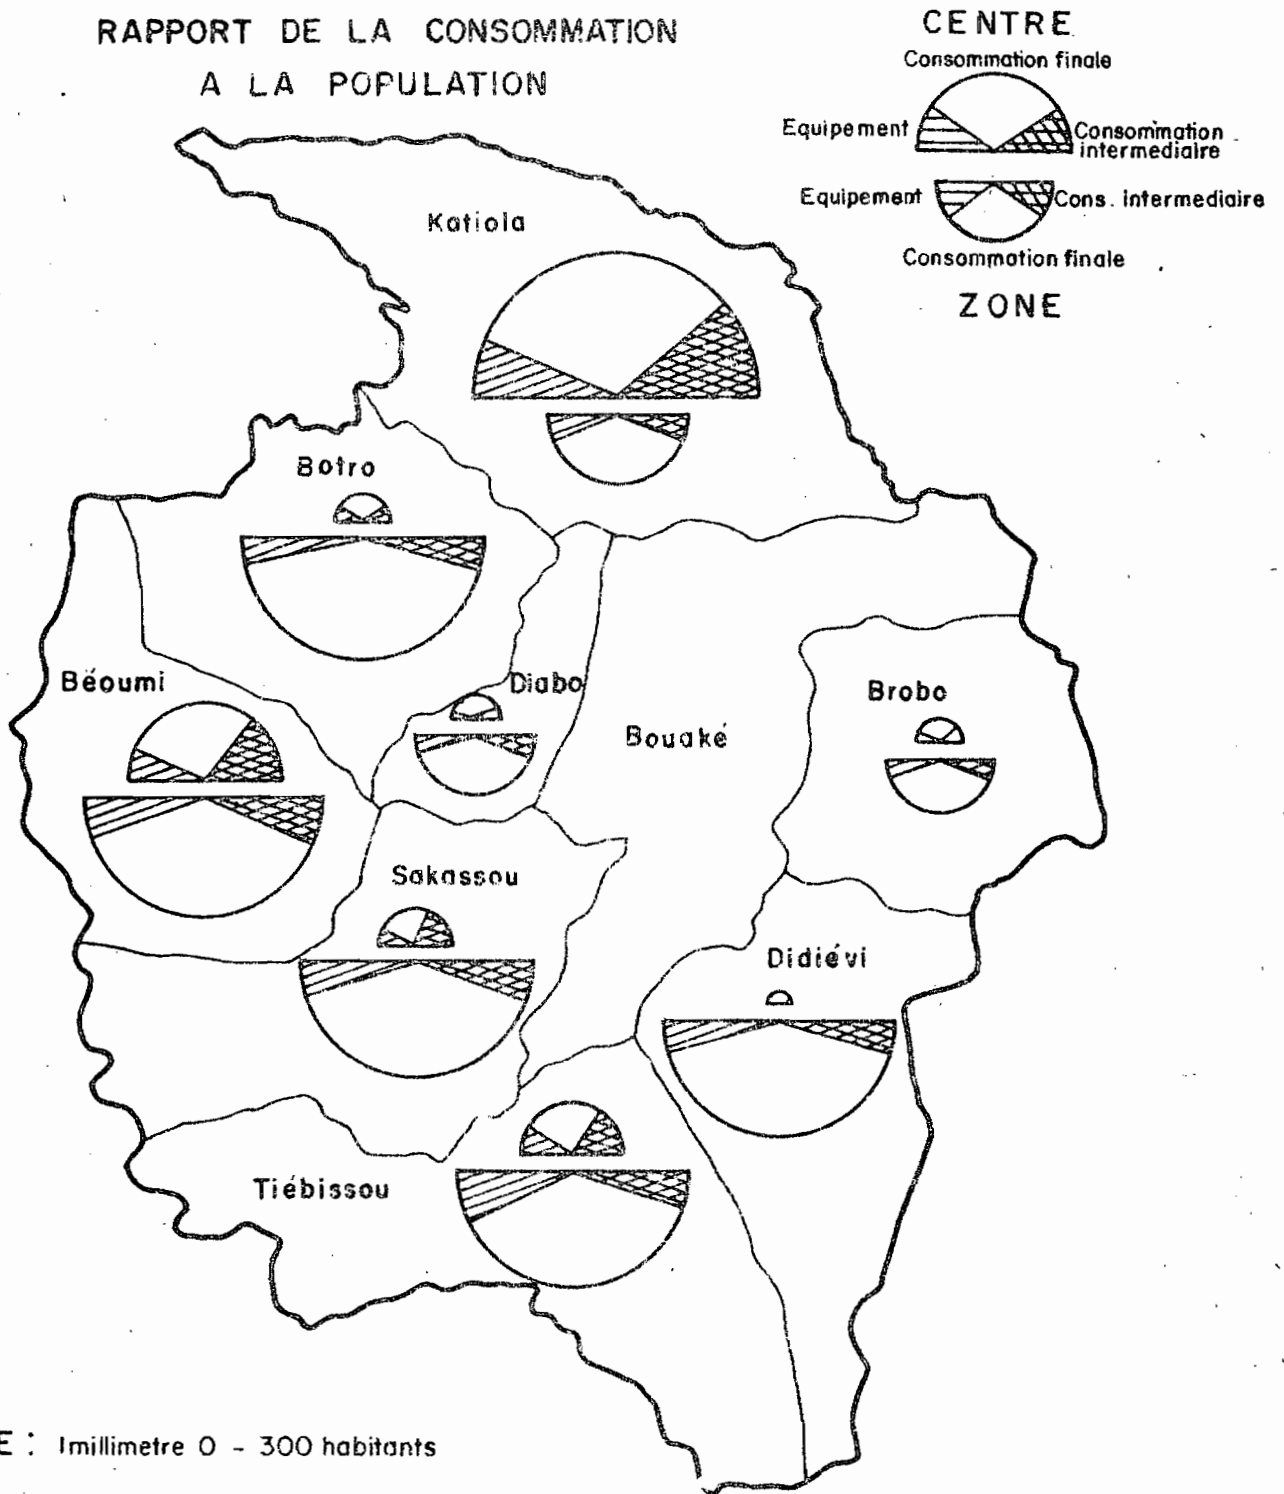 RAPPORT DE LA CONSOMMATION
A LA POPULATION
CENTRE
Consommation finale
Equipement
Consommation
intermediaire
Equipement
Cons. intermediaire
Consommation finale
ZONE
Katiola
Botro
Béoumi
Diabo
Bouaké
Brobo
Sakassou
Didiévi
Tiébissou
E : 1millimetre 0 - 300 habitants